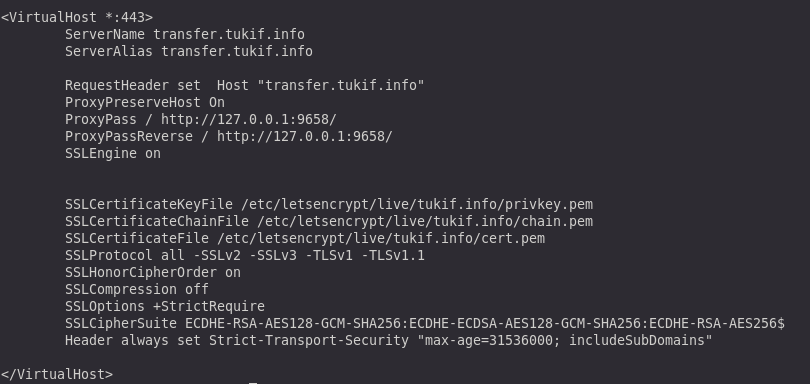 <VirtualHost *:443>
ServerName transfer.tukif.info
ServerAlias transfer.tukif.info
RequestHeader set  Host "transfer.tukif.info"
ProxyPreserveHost On
ProxyPass / http://127.0.0.1:9658/
ProxyPassReverse / http://127.0.0.1:9658/
SSLEngine on
SSLCertificateKeyFile /etc/letsencrypt/live/tukif.info/privkey.pem
SSLCertificateChainFile /etc/letsencrypt/live/tukif.info/chain.pem
SSLCertificateFile /etc/letsencrypt/live/tukif.info/cert.pem
SSLProtocol all -SSLv2 -SSLv3 -TLSv1 -TLSv1.1
SSLHonorCipherOrder on
SSLCompression off
SSLOptions +StrictRequire
SSLCipherSuite ECDHE-RSA-AES128-GCM-SHA256:ECDHE-ECDSA-AES128-GCM-SHA256:ECDHE-RSA-AES256$
Header always set Strict-Transport-Security "max-age=31536000; includeSubDomains"
</VirtualHost>